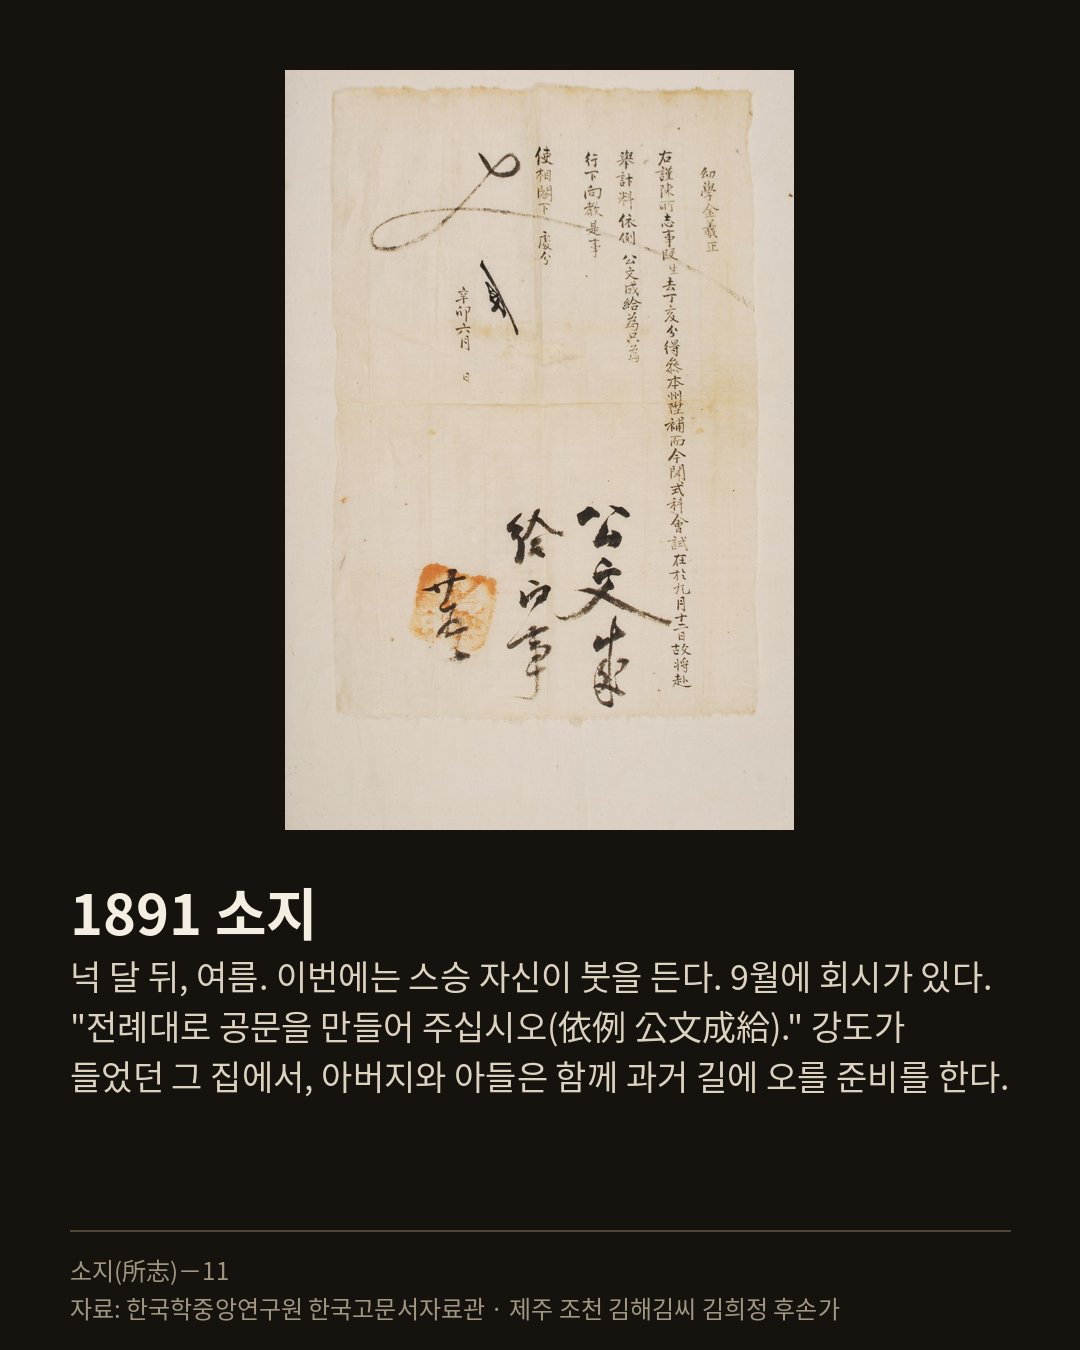 幼學金羲正
右謹陳所志事段生去丁亥分得參本州陞補而今聞式科會試在於九月十二日故將赴
擧計料依例 公文成給爲只爲
行下向敎是事
使相閤下 處分
辛卯六月 日
公文成
給向事
1891 소지
넉 달 뒤, 여름. 이번에는 스승 자신이 붓을 든다. 9월에 회시가 있다.
"전례대로 공문을 만들어 주십시오(依例 公文成給)." 강도가
들었던 그 집에서, 아버지와 아들은 함께 과거 길에 오를 준비를 한다.
소지(所志)－11
자료: 한국학중앙연구원 한국고문서자료관 · 제주 조천 김해김씨 김희정 후손가